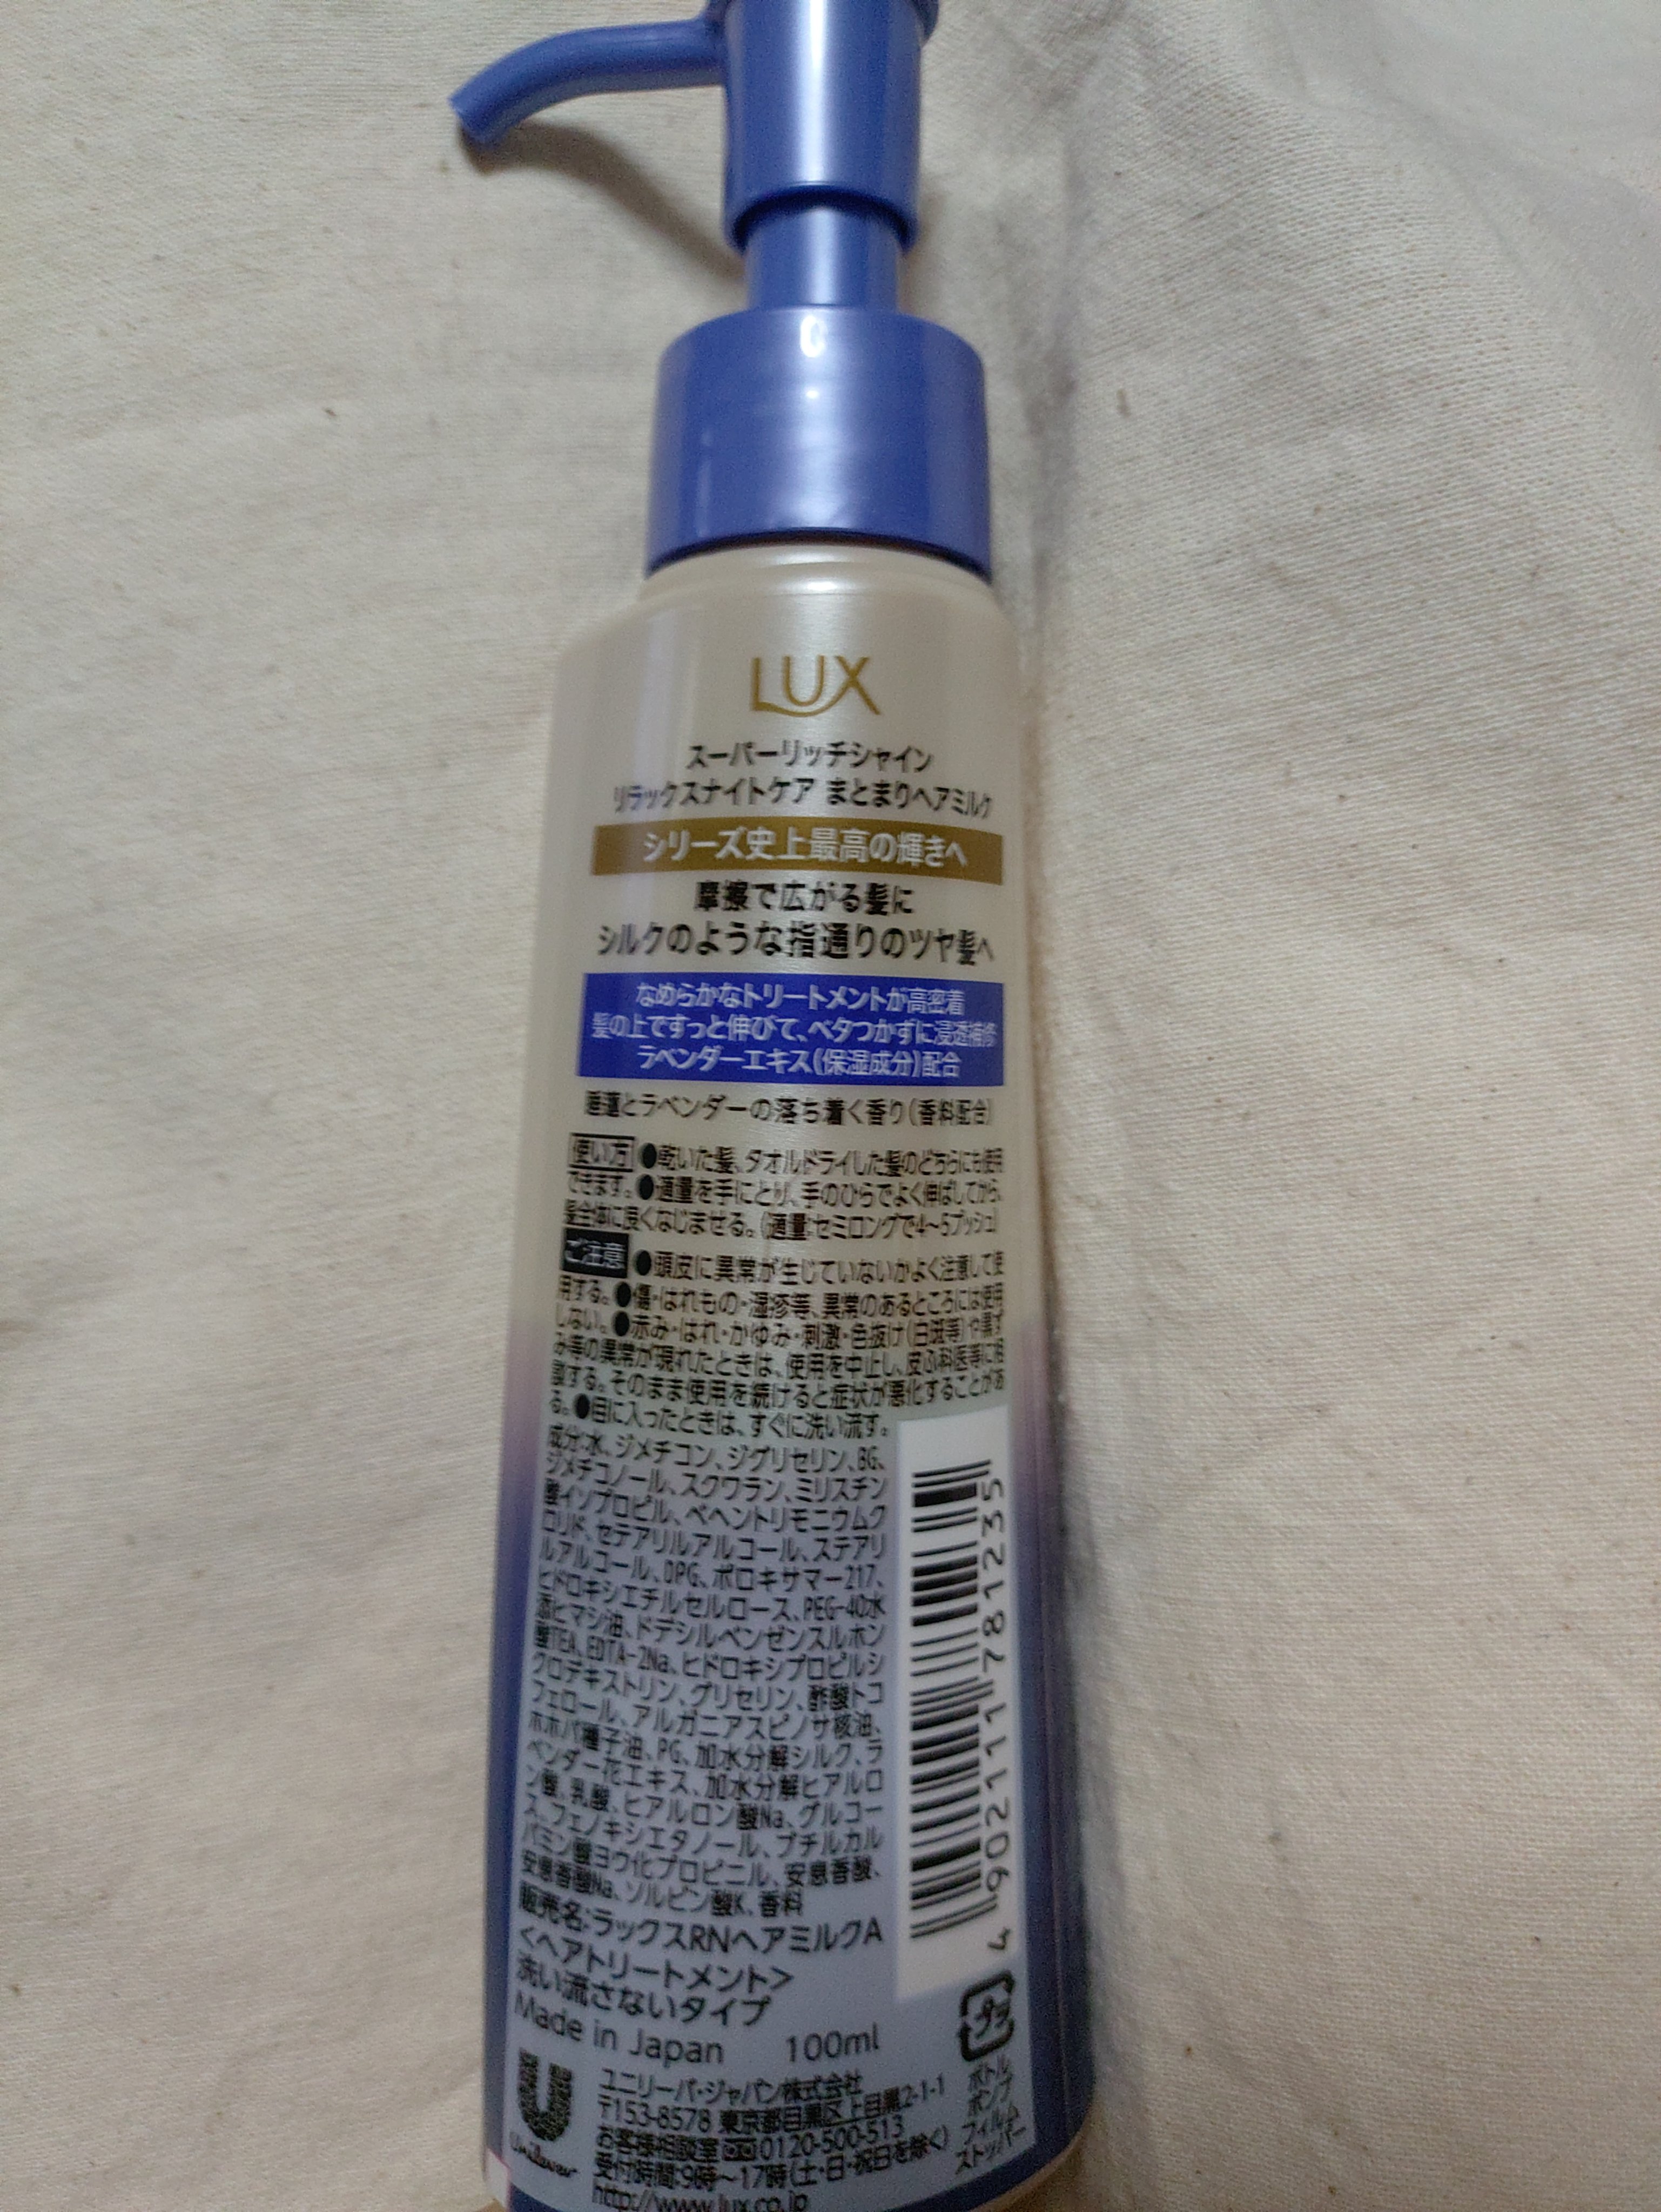 LUX
スーパーリッチシャイン
リラックスナイトケア まとまりヘアミルク
シリーズ史上最高の輝きへ
摩擦で広がる髪に
シルクのような指通りのツヤ髪へ
なめらかなトリートメントが高密着
髪の上ですっと伸びて、ベタつかずに浸透補修
ラベンダーエキス(保湿成分)配合
睡蓮とラベンダーの落ち着く香り(香料配合)
使い方 ●乾いた髪、タオルドライした髪のどちらにも使用
できます。●適量を手にとり、手のひらでよく伸ばしてから、
髪全体に良くなじませる。(適量:セミロングで4~5プッシュ)
ご注意 ●頭皮に異常が生じていないかよく注意して使
用する。●傷・はれもの・湿疹等、異常のあるところには使用
しない。●赤み・はれ・かゆみ・刺激・色抜け(白斑等)や黒ず
み等の異常が現れたときは、使用を中止し、皮ふ科医等に相
談する。そのまま使用を続けると症状が悪化することがあ
る。●目に入ったときは、すぐに洗い流す。
成分:水、ジメチコン、ジグリセリン、BG、
ジメチコノール、スクワラン、ミリスチン
酸イソプロピル、ベヘントリモニウムク
ロリド、セテアリルアルコール、ステアリ
ルアルコール、DPG、ポロキサマー217、
ヒドロキシエチルセルロース、PEG-40水
添ヒマシ油、ドデシルベンゼンスルホン
酸TEA、EDTA-2Na、ヒドロキシプロピルシ
クロデキストリン、グリセリン、酢酸トコ
フェロール、アルガニアスピノサ核油、
ホホバ種子油、PG、加水分解シルク、ラ
ベンダー花エキス、加水分解ヒアルロ
ン酸、乳酸、ヒアルロン酸Na、グルコー
ス、フェノキシエタノール、ブチルカル
バミン酸ヨウ化プロピニル、安息香酸、
安息香酸Na、ソルビン酸K、香料
販売名:ラックスRNヘアミルクA
<ヘアトリートメント>
洗い流さないタイプ
Made in Japan 100ml
4902111781235
プラ
ボトル
ポンプ
フィルム
ストッパー
Unilever
ユニリーバ・ジャパン株式会社
〒153-8578 東京都目黒区上目黒2-1-1
お客様相談室 0120-500-513
受付時間:9時~17時(土・日・祝日を除く)
http://www.lux.co.jp